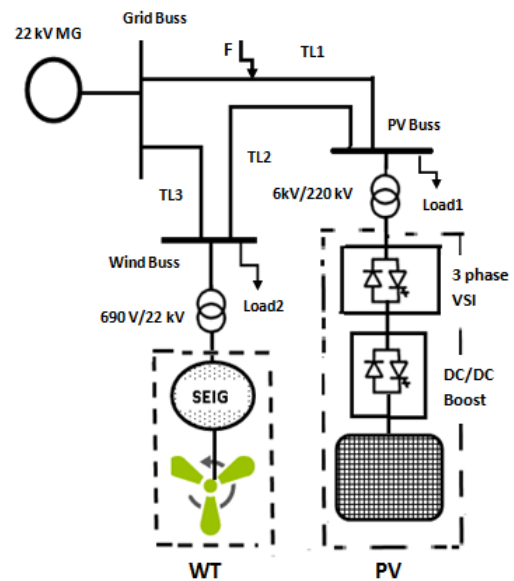 Grid Buss
22 kV MG
F
TL1
PV Buss
TL2
TL3
6kV/220 kV
Load1
Wind Buss
Load2
3 phase
VSI
690 V/22 kV
DC/DC
Boost
SEIG
WT
PV